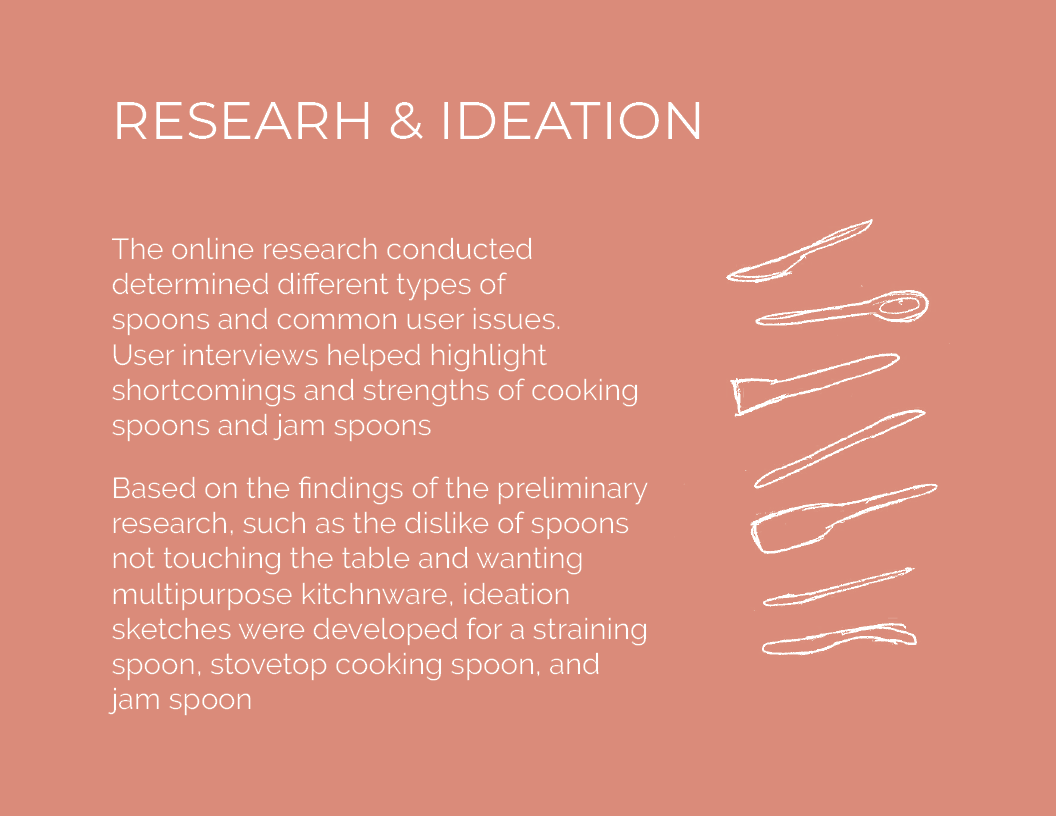 RESEARH & IDEATION
The online research conducted
determined different types of
spoons and common user issues.
User interviews helped highlight
shortcomings and strengths of cooking
spoons and jam spoons
Based on the findings of the preliminary
research, such as the dislike of spoons
not touching the table and wanting
multipurpose kitchnware, ideation
sketches were developed for a straining
spoon, stovetop cooking spoon, and
jam spoon